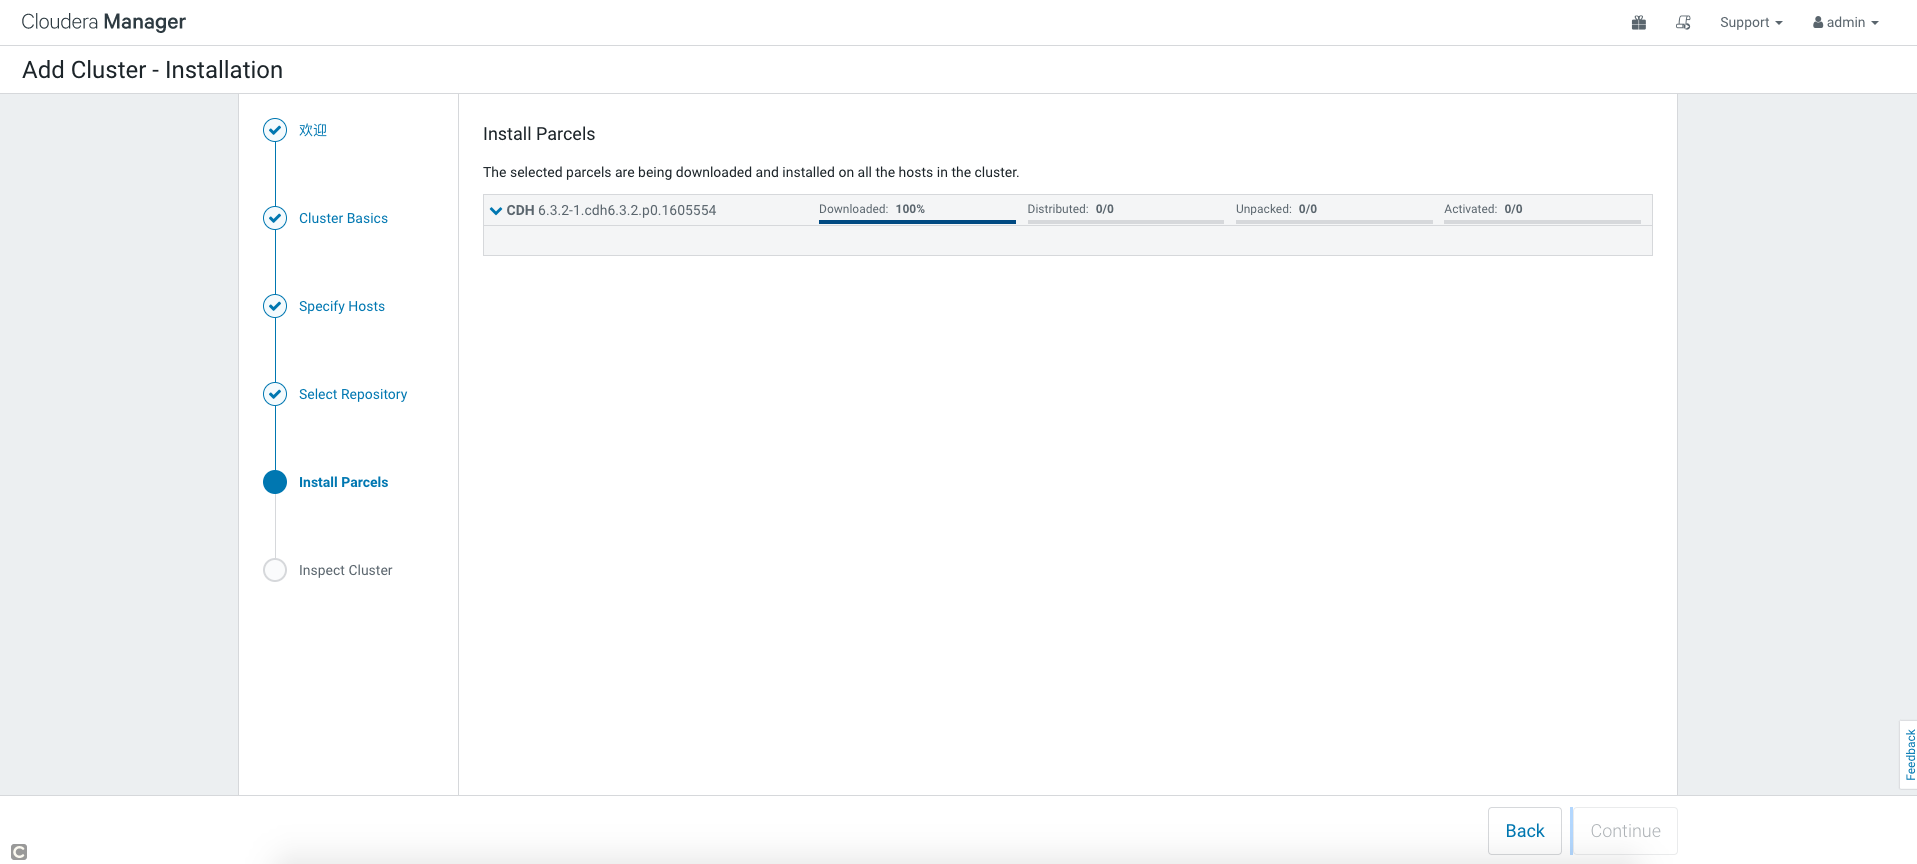 Cloudera Manager
Support
admin
Add Cluster - Installation
欢迎
Cluster Basics
Specify Hosts
Select Repository
Install Parcels
Inspect Cluster
Install Parcels
The selected parcels are being downloaded and installed on all the hosts in the cluster.
CDH 6.3.2-1.cdh6.3.2.p0.1605554 Downloaded: 100% Distributed: 0/0 Unpacked: 0/0 Activated: 0/0
Feedback
Back
Continue